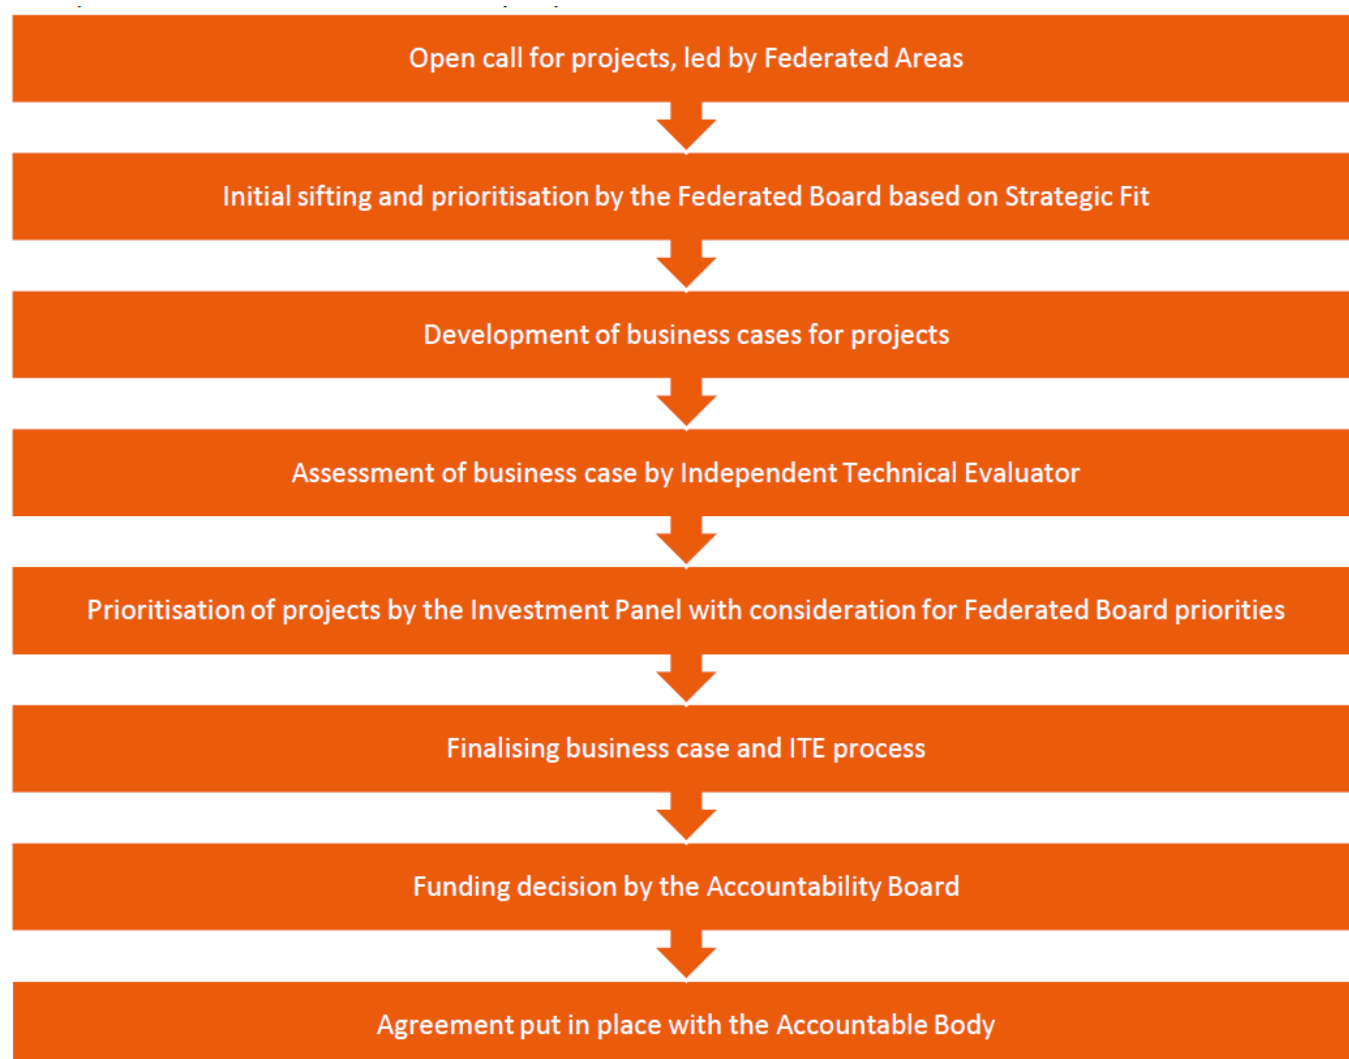 Open call for projects, led by Federated Areas
Initial sifting and prioritisation by the Federated Board based on Strategic Fit
Development of business cases for projects
Assessment of business case by Independent Technical Evaluator
Prioritisation of projects by the Investment Panel with consideration for Federated Board priorities
Finalising business case and ITE process
Funding decision by the Accountability Board
Agreement put in place with the Accountable Body